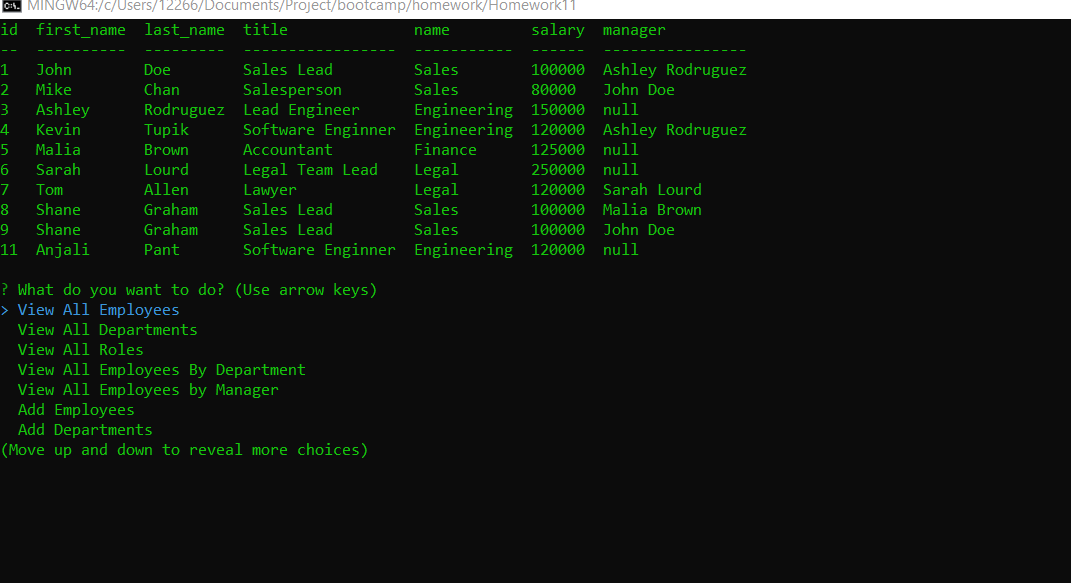 MINGW64:/c/Users/12266/Documents/Project/bootcamp/homework/Homework11
id  first_name  last_name  title              name         salary  manager
--  ----------  ---------  -----------------  -----------  ------  ----------------
1   John        Doe        Sales Lead         Sales        100000  Ashley Rodruguez
2   Mike        Chan       Salesperson        Sales        80000   John Doe
3   Ashley      Rodruguez  Lead Engineer      Engineering  150000  null
4   Kevin       Tupik      Software Enginner  Engineering  120000  Ashley Rodruguez
5   Malia       Brown      Accountant         Finance      125000  null
6   Sarah       Lourd      Legal Team Lead    Legal        250000  null
7   Tom         Allen      Lawyer             Legal        120000  Sarah Lourd
8   Shane       Graham     Sales Lead         Sales        100000  Malia Brown
9   Shane       Graham     Sales Lead         Sales        100000  John Doe
11  Anjali      Pant       Software Enginner  Engineering  120000  null
? What do you want to do? (Use arrow keys)
> View All Employees
  View All Departments
  View All Roles
  View All Employees By Department
  View All Employees by Manager
  Add Employees
  Add Departments
(Move up and down to reveal more choices)